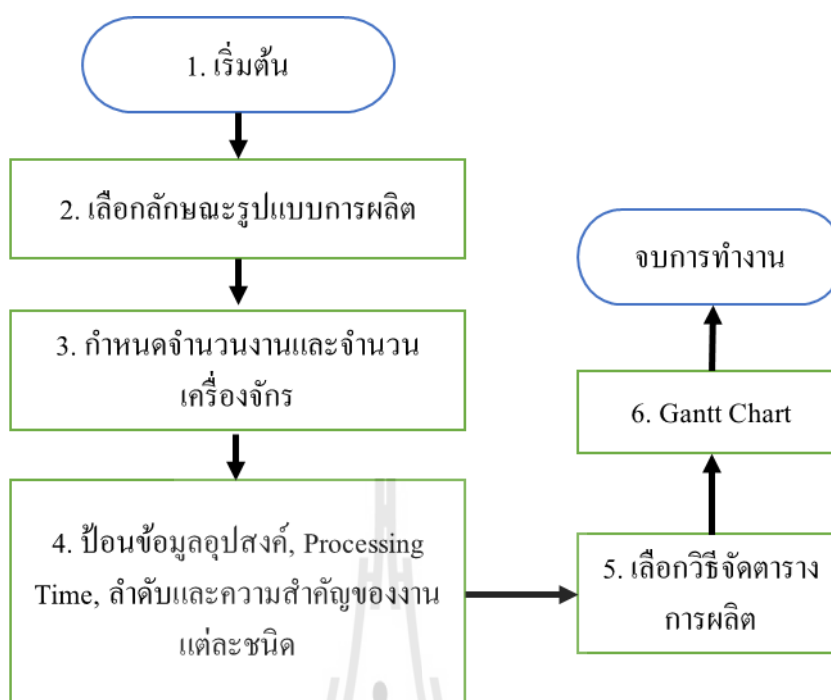 1. เริ่มต้น
2. เลือกลักษณะรูปแบบการผลิต
3. กำหนดจำนวนงานและจำนวน
เครื่องจักร
4. ป้อนข้อมูลอุปสงค์, Processing
Time, ลำดับและความสำคัญของงาน
แต่ละชนิด
5. เลือกวิธีจัดตาราง
การผลิต
6. Gantt Chart
จบการทำงาน